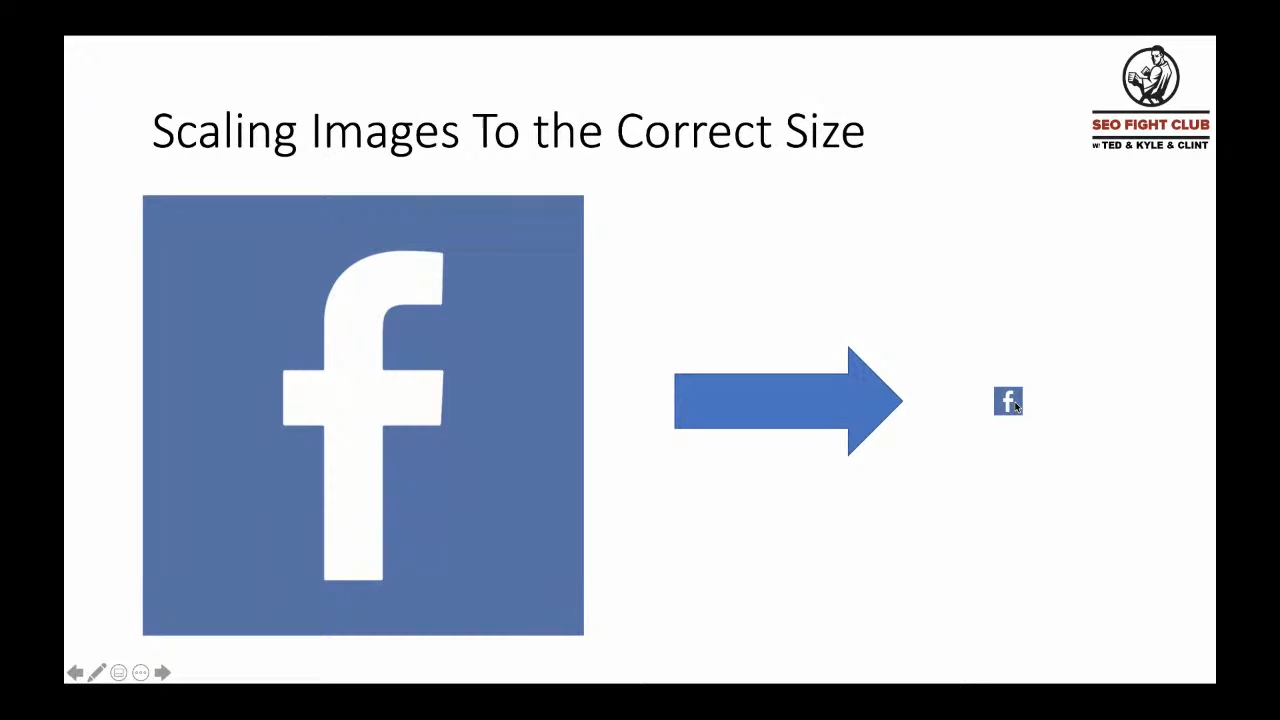 Scaling Images To the Correct Size
SEO FIGHT CLUB
W/ TED & KYLE & CLINT
f
f